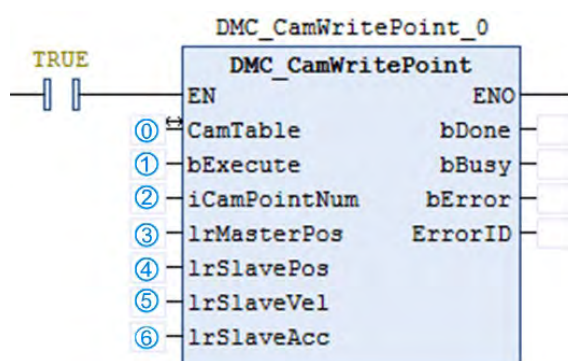 DMC_CamWritePoint_0
TRUE
DMC_CamWritePoint
EN ENO
⓪ CamTable bDone
① bExecute bBusy
② iCamPointNum bError
③ lrMasterPos ErrorID
④ lrSlavePos
⑤ lrSlaveVel
⑥ lrSlaveAcc